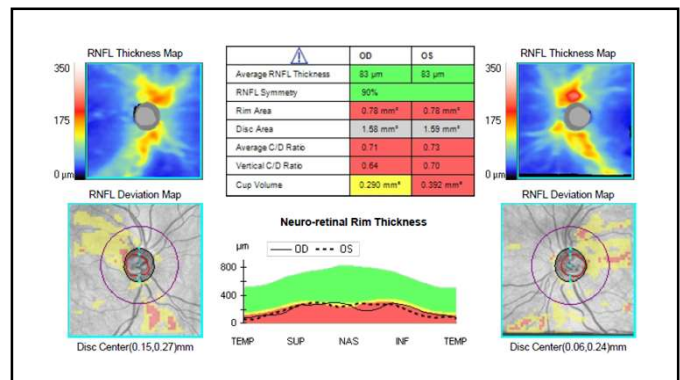 RNFL Thickness Map
350
175
0 µm
OD OS
Average RNFL Thickness 83 µm 83 µm
RNFL Symmetry 90%
Rim Area 0.78 mm² 0.78 mm²
Disc Area 1.58 mm² 1.59 mm²
Average C/D Ratio 0.71 0.73
Vertical C/D Ratio 0.64 0.70
Cup Volume 0.290 mm³ 0.392 mm³
RNFL Thickness Map
350
175
0 µm
RNFL Deviation Map
Disc Center(0.15,0.27)mm
Neuro-retinal Rim Thickness
µm
OD OS
800
400
0
TEMP SUP NAS INF TEMP
RNFL Deviation Map
Disc Center(0.06,0.24)mm